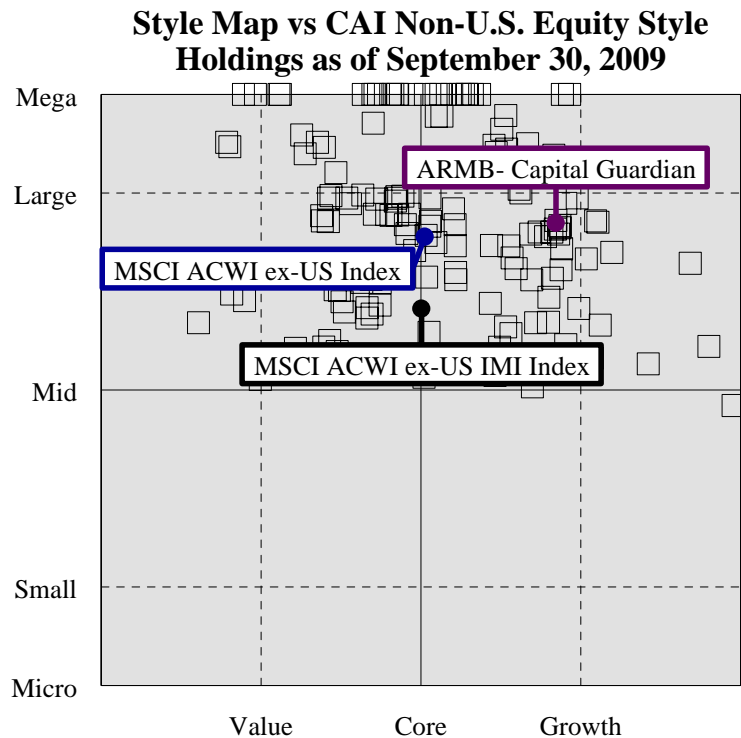 Style Map vs CAI Non-U.S. Equity Style
Holdings as of September 30, 2009
Mega
ARMB- Capital Guardian
Large
MSCI ACWI ex-US Index
MSCI ACWI ex-US IMI Index
Mid
Small
Micro
Value Core Growth